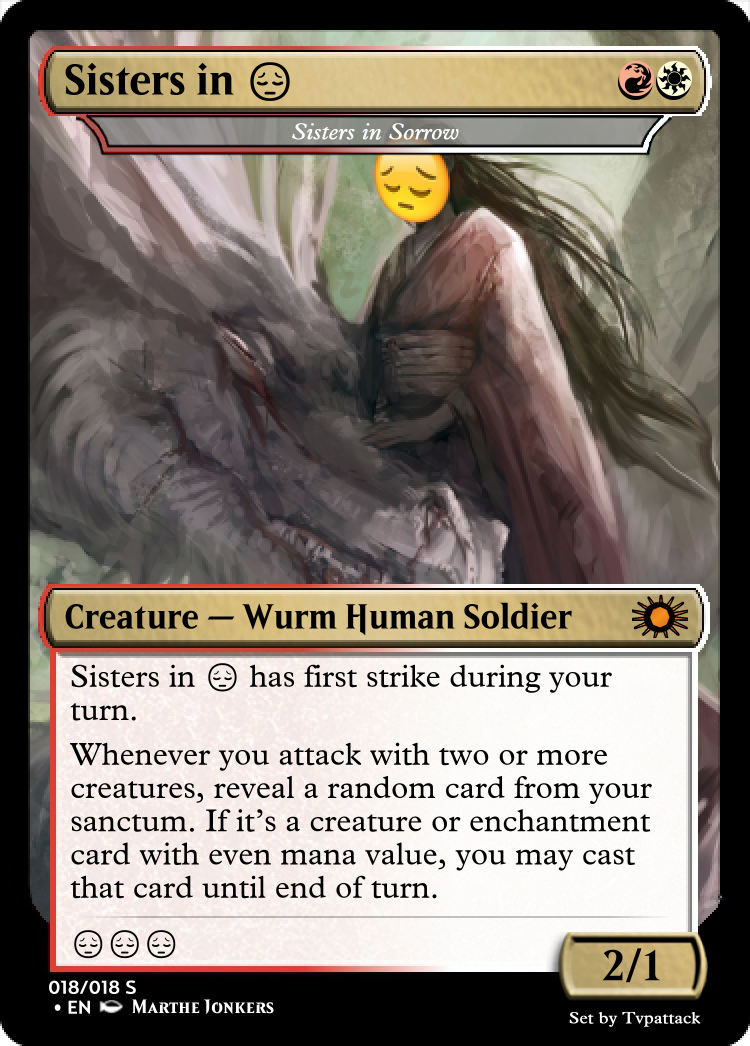 Sisters in 😔
Sisters in Sorrow
Creature — Wurm Human Soldier
Sisters in 😔 has first strike during your
turn.
Whenever you attack with two or more
creatures, reveal a random card from your
sanctum. If it's a creature or enchantment
card with even mana value, you may cast
that card until end of turn.
😔 😔 😔
2/1
018/018 S
• EN Marthe Jonkers
Set by Tvpattack